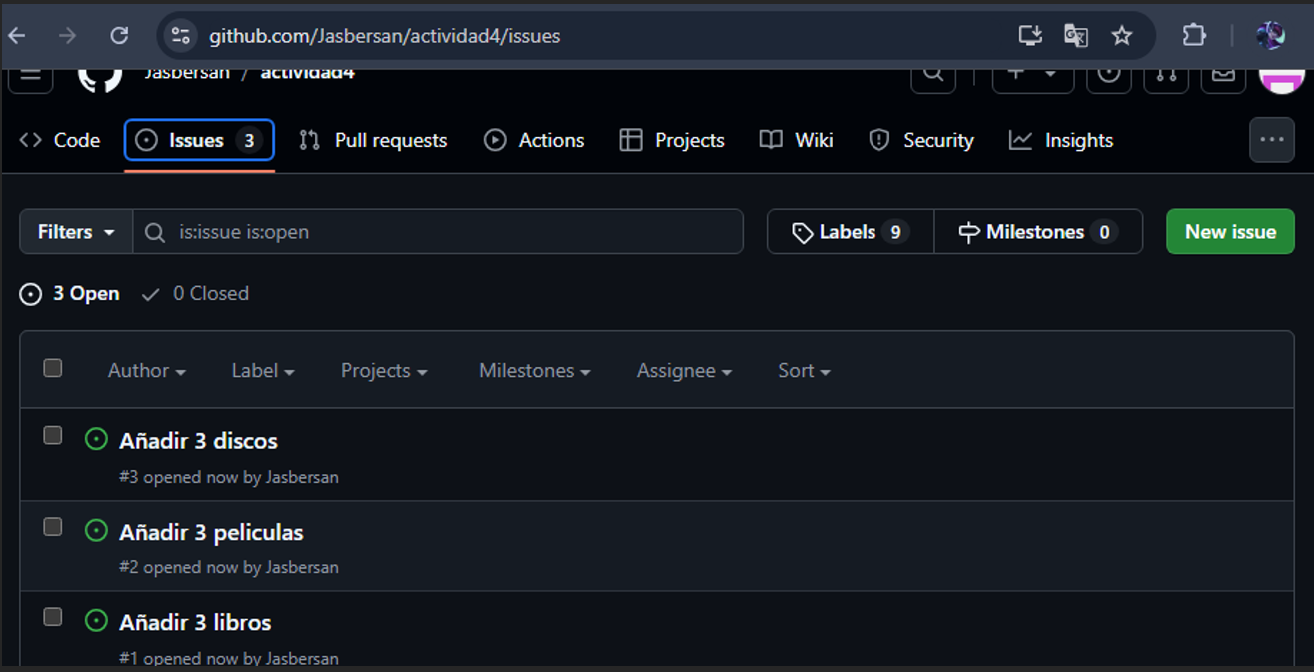 github.com/Jasbersan/actividad4/issues
Jasbersan / actividad4
Code Issues 3 Pull requests Actions Projects Wiki Security Insights
Filters is:issue is:open Labels 9 Milestones 0 New issue
3 Open 0 Closed
Author Label Projects Milestones Assignee Sort
Añadir 3 discos
#3 opened now by Jasbersan
Añadir 3 peliculas
#2 opened now by Jasbersan
Añadir 3 libros
#1 opened now by Jasbersan